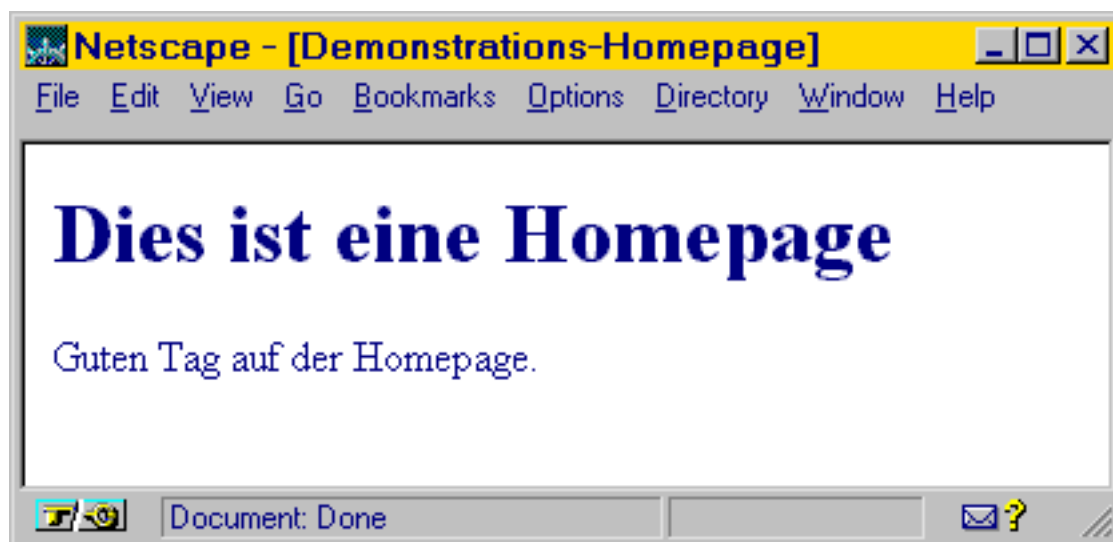 Netscape - [Demonstrations-Homepage]
File Edit View Go Bookmarks Options Directory Window Help
Dies ist eine Homepage
Guten Tag auf der Homepage.
Document: Done